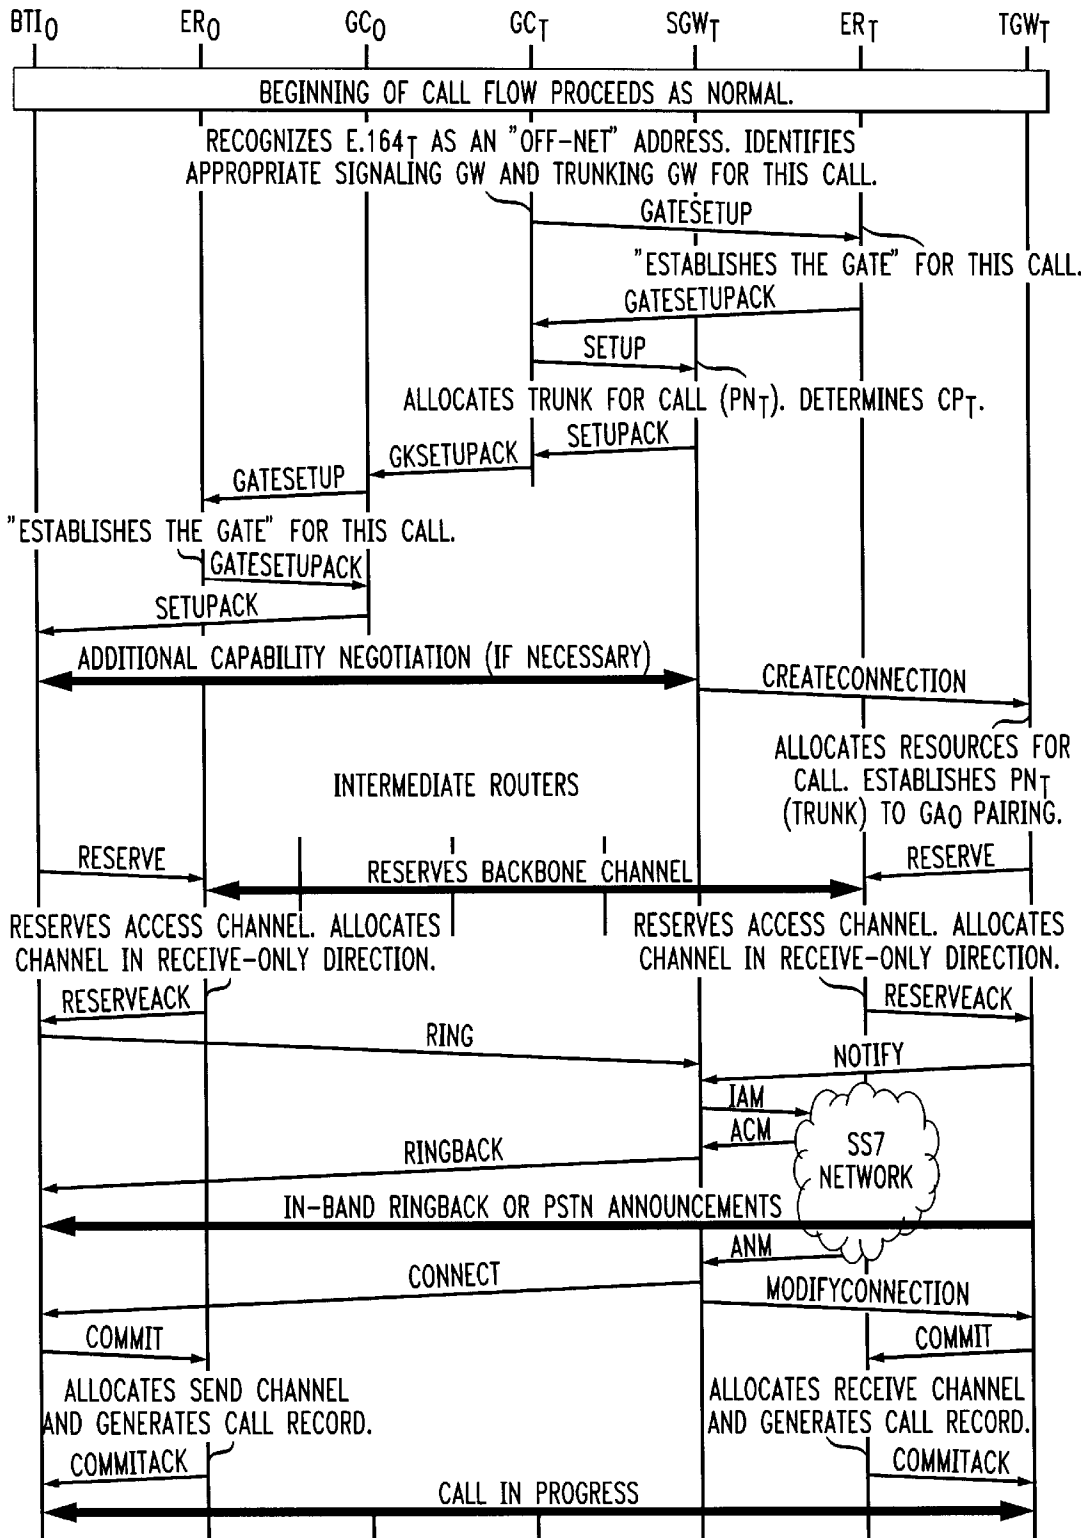 BTIO ERO GCO GCT SGWT ERT TGWT
BEGINNING OF CALL FLOW PROCEEDS AS NORMAL.
RECOGNIZES E.164T AS AN "OFF-NET" ADDRESS. IDENTIFIES
APPROPRIATE SIGNALING GW AND TRUNKING GW FOR THIS CALL.
GATESETUP
"ESTABLISHES THE GATE" FOR THIS CALL.
GATESETUPACK
SETUP
ALLOCATES TRUNK FOR CALL (PNT). DETERMINES CPT.
SETUPACK
GKSETUPACK
GATESETUP
"ESTABLISHES THE GATE" FOR THIS CALL.
GATESETUPACK
SETUPACK
ADDITIONAL CAPABILITY NEGOTIATION (IF NECESSARY)
CREATECONNECTION
ALLOCATES RESOURCES FOR
CALL. ESTABLISHES PNT
(TRUNK) TO GAO PAIRING.
INTERMEDIATE ROUTERS
RESERVE
RESERVES BACKBONE CHANNEL
RESERVE
RESERVES ACCESS CHANNEL. ALLOCATES
CHANNEL IN RECEIVE-ONLY DIRECTION.
RESERVES ACCESS CHANNEL. ALLOCATES
CHANNEL IN RECEIVE-ONLY DIRECTION.
RESERVEACK
RESERVEACK
RING
NOTIFY
IAM
ACM
SS7
NETWORK
RINGBACK
IN-BAND RINGBACK OR PSTN ANNOUNCEMENTS
ANM
CONNECT
MODIFYCONNECTION
COMMIT
COMMIT
ALLOCATES SEND CHANNEL
AND GENERATES CALL RECORD.
ALLOCATES RECEIVE CHANNEL
AND GENERATES CALL RECORD.
COMMITACK
COMMITACK
CALL IN PROGRESS